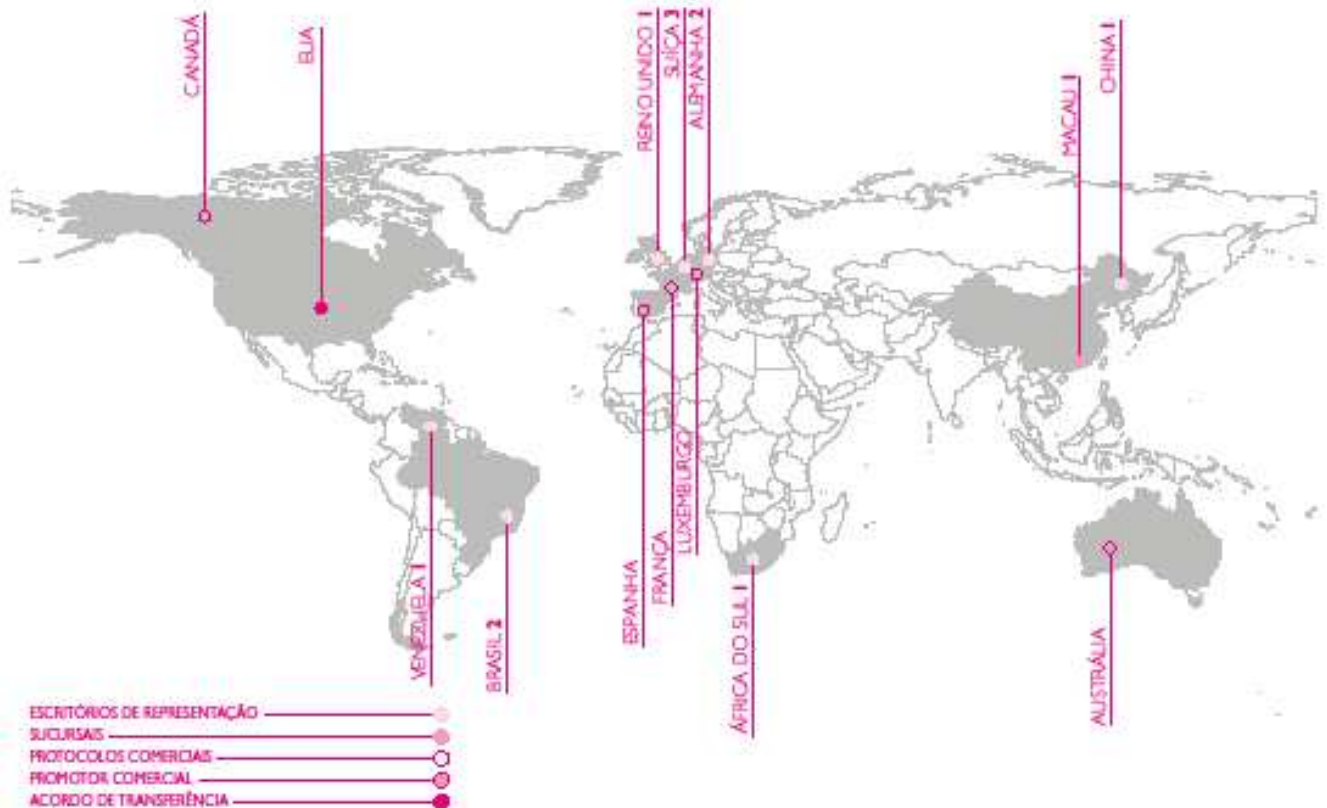 CANADÁ
EUA
REINO UNIDO 1
SUÍÇA 3
ALEMANHA 2
MACAU 1
CHINA 1
VENEZUELA 1
BRASIL 2
ESPANHA
FRANÇA
LUXEMBURGO
ÁFRICA DO SUL 1
AUSTRÁLIA
ESCRITÓRIOS DE REPRESENTAÇÃO
SUCURSAIS
PROTOCOLOS COMERCIAIS
PROMOTOR COMERCIAL
ACORDO DE TRANSFERÊNCIA